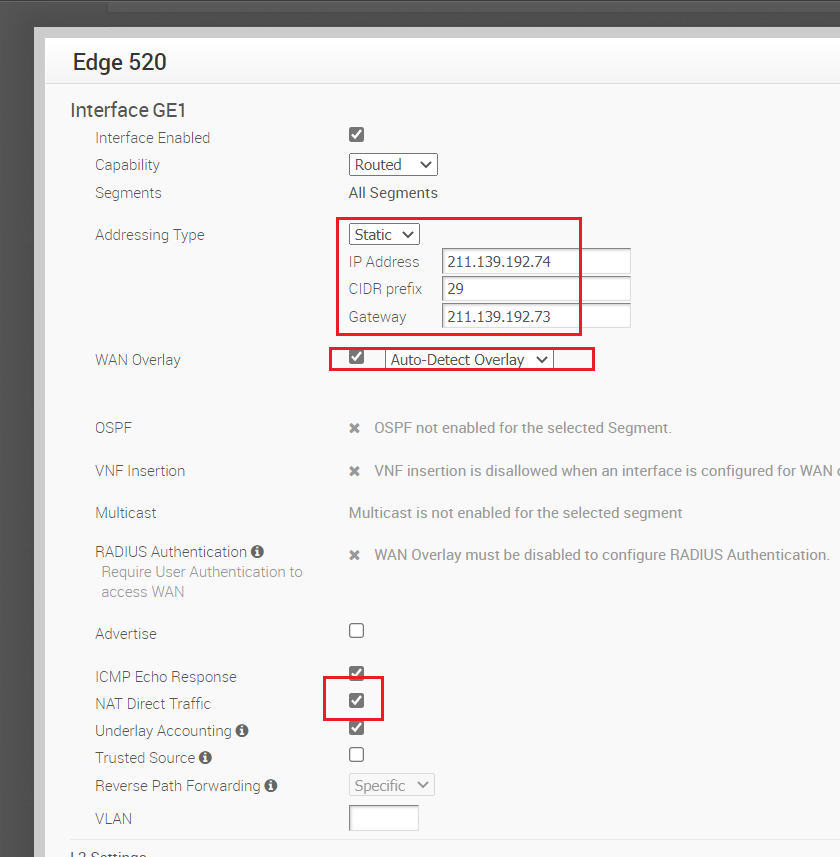 Edge 520
Interface GE1
Interface Enabled
Capability Routed
Segments All Segments
Addressing Type Static
IP Address 211.139.192.74
CIDR prefix 29
Gateway 211.139.192.73
WAN Overlay Auto-Detect Overlay
OSPF OSPF not enabled for the selected Segment.
VNF Insertion VNF insertion is disallowed when an interface is configured for WAN
Multicast Multicast is not enabled for the selected segment
RADIUS Authentication WAN Overlay must be disabled to configure RADIUS Authentication.
Require User Authentication to
access WAN
Advertise
ICMP Echo Response
NAT Direct Traffic
Underlay Accounting
Trusted Source
Reverse Path Forwarding Specific
VLAN
L2 Settings